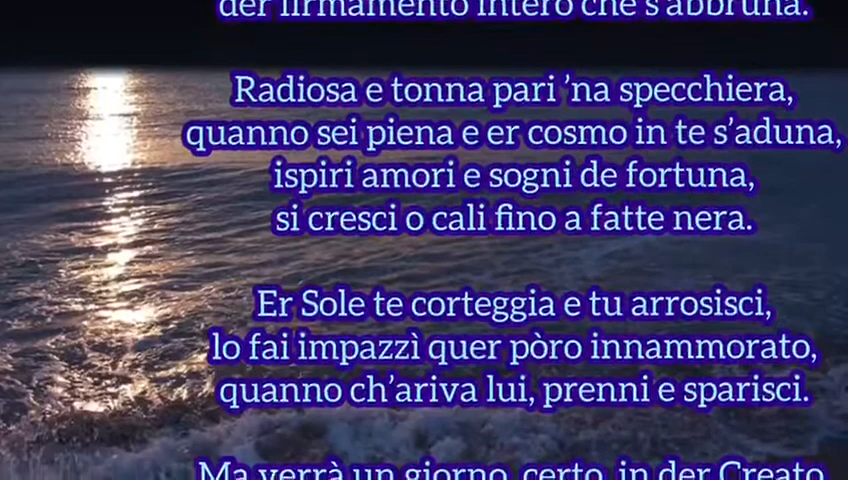 der firmamento intero che s'abbruna.
Radiosa e tonna pari ’na specchiera,
quanno sei piena e er cosmo in te s’aduna,
ispiri amori e sogni de fortuna,
si cresci o cali fino a fatte nera.
Er Sole te corteggia e tu arrosisci,
lo fai impazzì quer pòro innammorato,
quanno ch’ariva lui, prenni e sparisci.
Ma verrà un giorno, certo, in der Creato